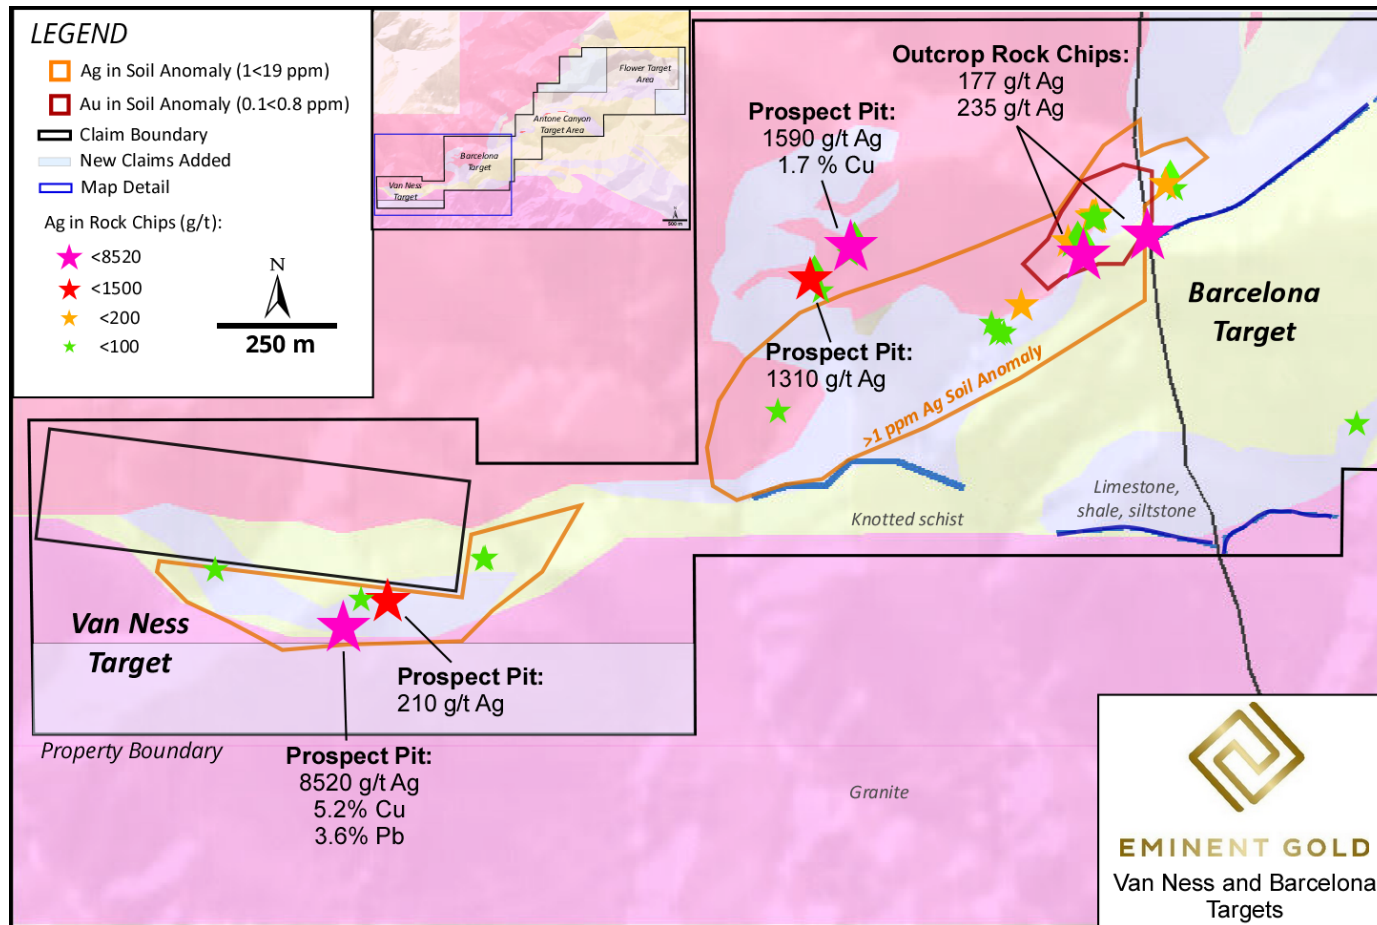 LEGEND
Ag in Soil Anomaly (1<19 ppm)
Au in Soil Anomaly (0.1<0.8 ppm)
Claim Boundary
New Claims Added
Map Detail
Ag in Rock Chips (g/t):
<8520
<1500
<200
<100
N
250 m
Flower Target
Area
Antone Canyon
Target Area
Barcelona
Target
Van Ness
Target
N
500 m
Outcrop Rock Chips:
177 g/t Ag
235 g/t Ag
Prospect Pit:
1590 g/t Ag
1.7 % Cu
Barcelona
Target
Prospect Pit:
1310 g/t Ag
>1 ppm Ag Soil Anomaly
Limestone,
shale, siltstone
Knotted schist
Van Ness
Target
Prospect Pit:
210 g/t Ag
Property Boundary
Prospect Pit:
8520 g/t Ag
5.2% Cu
3.6% Pb
Granite
EMINENT GOLD
Van Ness and Barcelona
Targets